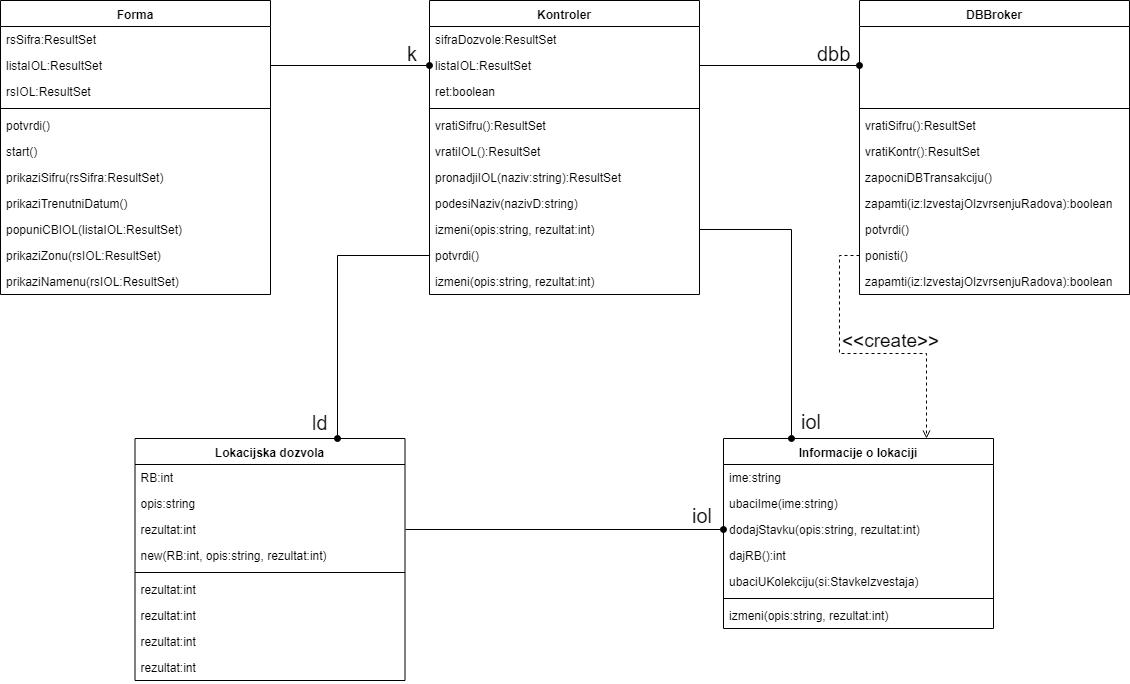 Forma
rsSifra:ResultSet
listaIOL:ResultSet
rsIOL:ResultSet
potvrdi()
start()
prikaziSifru(rsSifra:ResultSet)
prikaziTrenutniDatum()
popuniCBIOL(listaIOL:ResultSet)
prikaziZonu(rsIOL:ResultSet)
prikaziNamenu(rsIOL:ResultSet)
k
Kontroler
sifraDozvole:ResultSet
listaIOL:ResultSet
ret:boolean
vratiSifru():ResultSet
vratiIOL():ResultSet
pronadjiIOL(naziv:string):ResultSet
podesiNaziv(nazivD:string)
izmeni(opis:string, rezultat:int)
potvrdi()
izmeni(opis:string, rezultat:int)
dbb
DBBroker
vratiSifru():ResultSet
vratiKontr():ResultSet
zapocniDBTransakciju()
zapamti(iz:IzvestajOIzvrsenjuRadova):boolean
potvrdi()
ponisti()
zapamti(iz:IzvestajOIzvrsenjuRadova):boolean
<<create>>
ld
iol
Lokacijska dozvola
RB:int
opis:string
rezultat:int
new(RB:int, opis:string, rezultat:int)
rezultat:int
rezultat:int
rezultat:int
rezultat:int
iol
Informacije o lokaciji
ime:string
ubaciIme(ime:string)
dodajStavku(opis:string, rezultat:int)
dajRB():int
ubaciUKolekciju(si:StavkeIzvestaja)
izmeni(opis:string, rezultat:int)